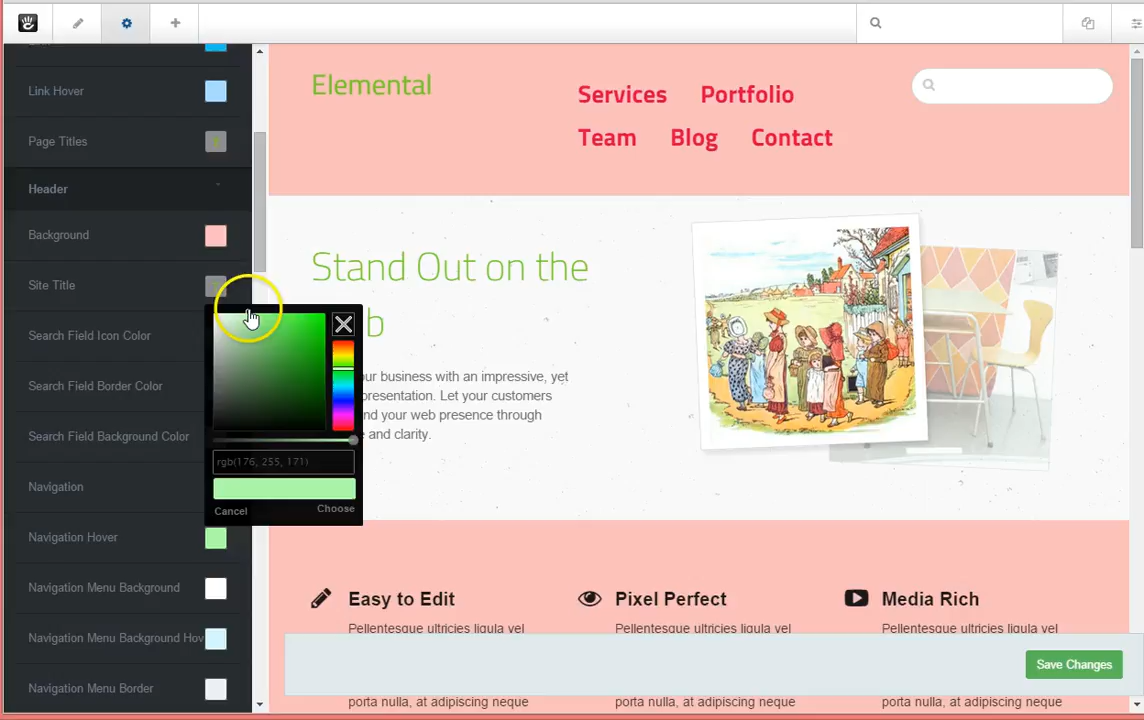 Link Hover
Page Titles
Header
Background
Site Title
Search Field Icon Color
Search Field Border Color
Search Field Background Color
Navigation
Navigation Hover
Navigation Menu Background
Navigation Menu Background Hov
Navigation Menu Border
rgb(176, 255, 171)
Cancel
Choose
Elemental
Services Portfolio
Team Blog Contact
Stand Out on the
b
our business with an impressive, yet
presentation. Let your customers
nd your web presence through
e and clarity.
Easy to Edit
Pellentesque ultricies ligula vel
porta nulla, at adipiscing neque
Pixel Perfect
Pellentesque ultricies ligula vel
porta nulla, at adipiscing neque
Media Rich
Pellentesque ultricies ligula vel
porta nulla, at adipiscing neque
Save Changes